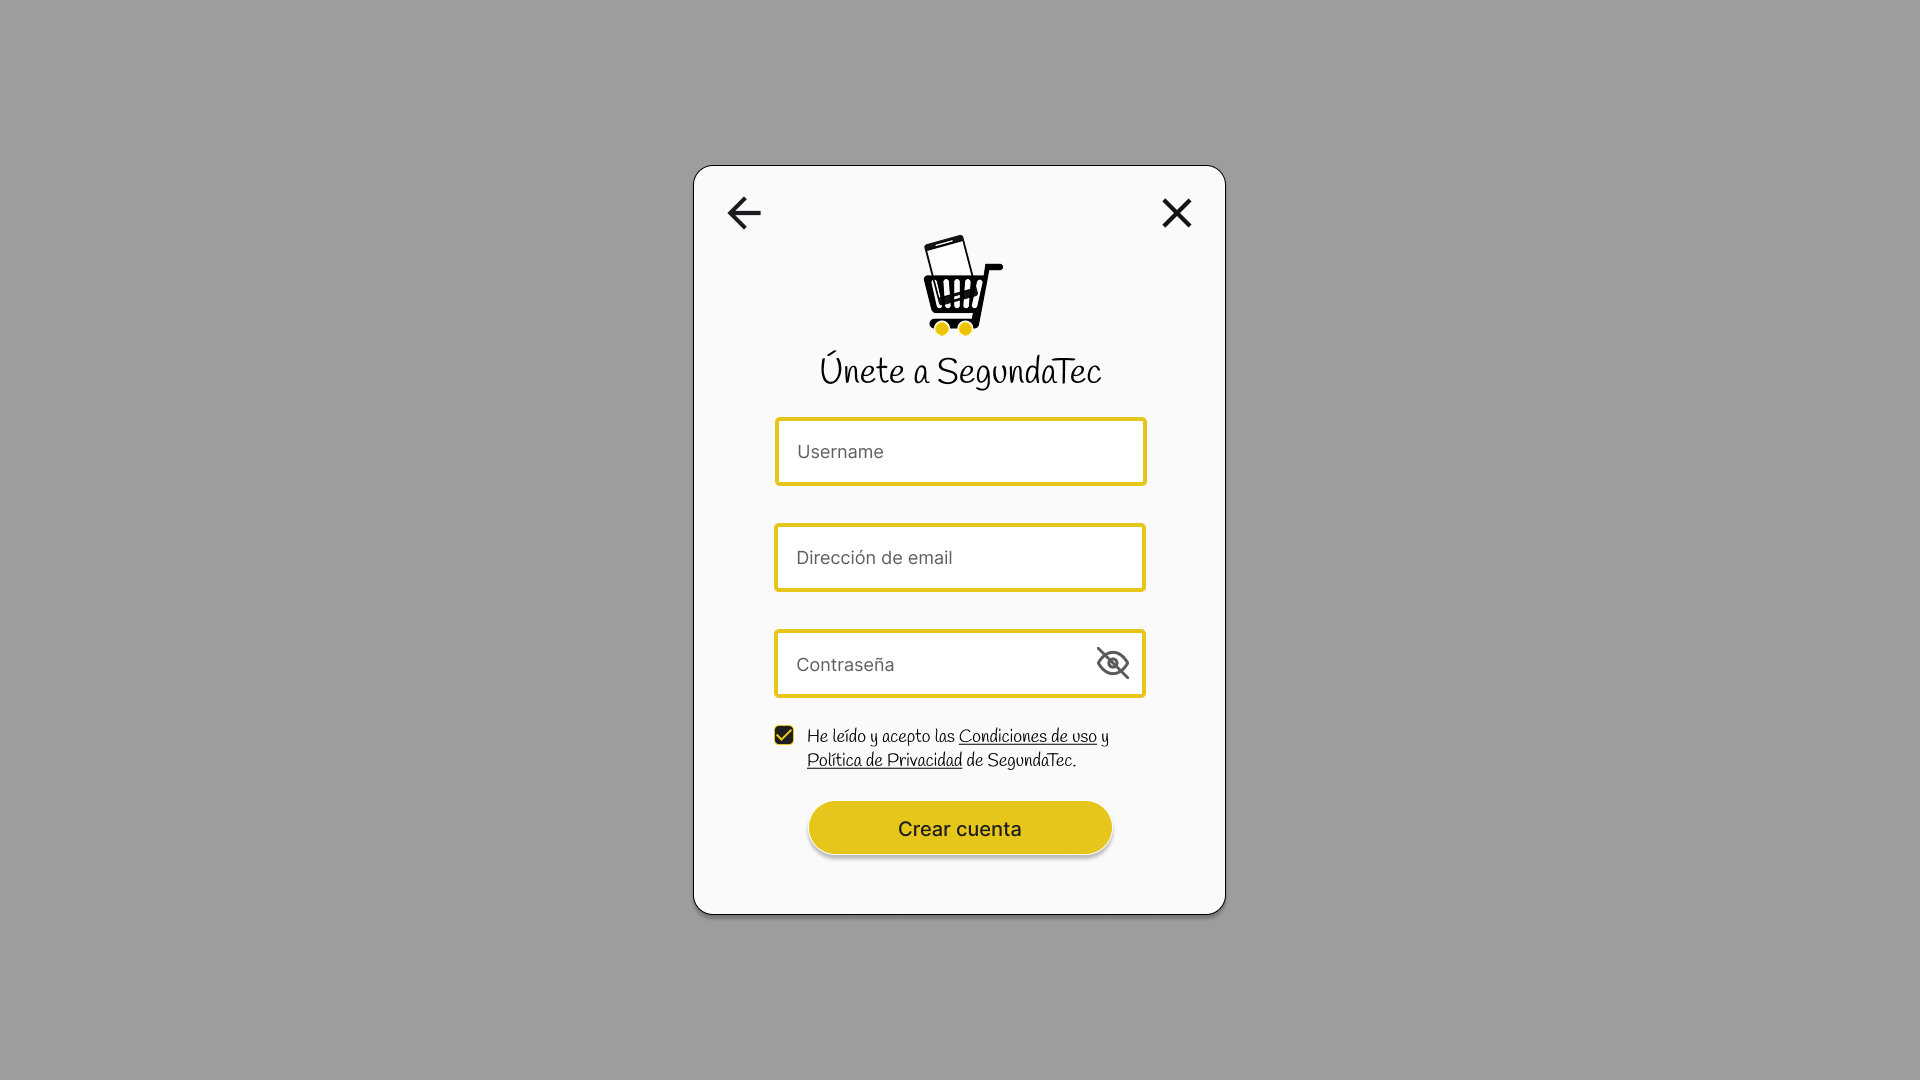 Únete a SegundaTec
Username
Dirección de email
Contraseña
He leído y acepto las Condiciones de uso y
Política de Privacidad de SegundaTec.
Crear cuenta